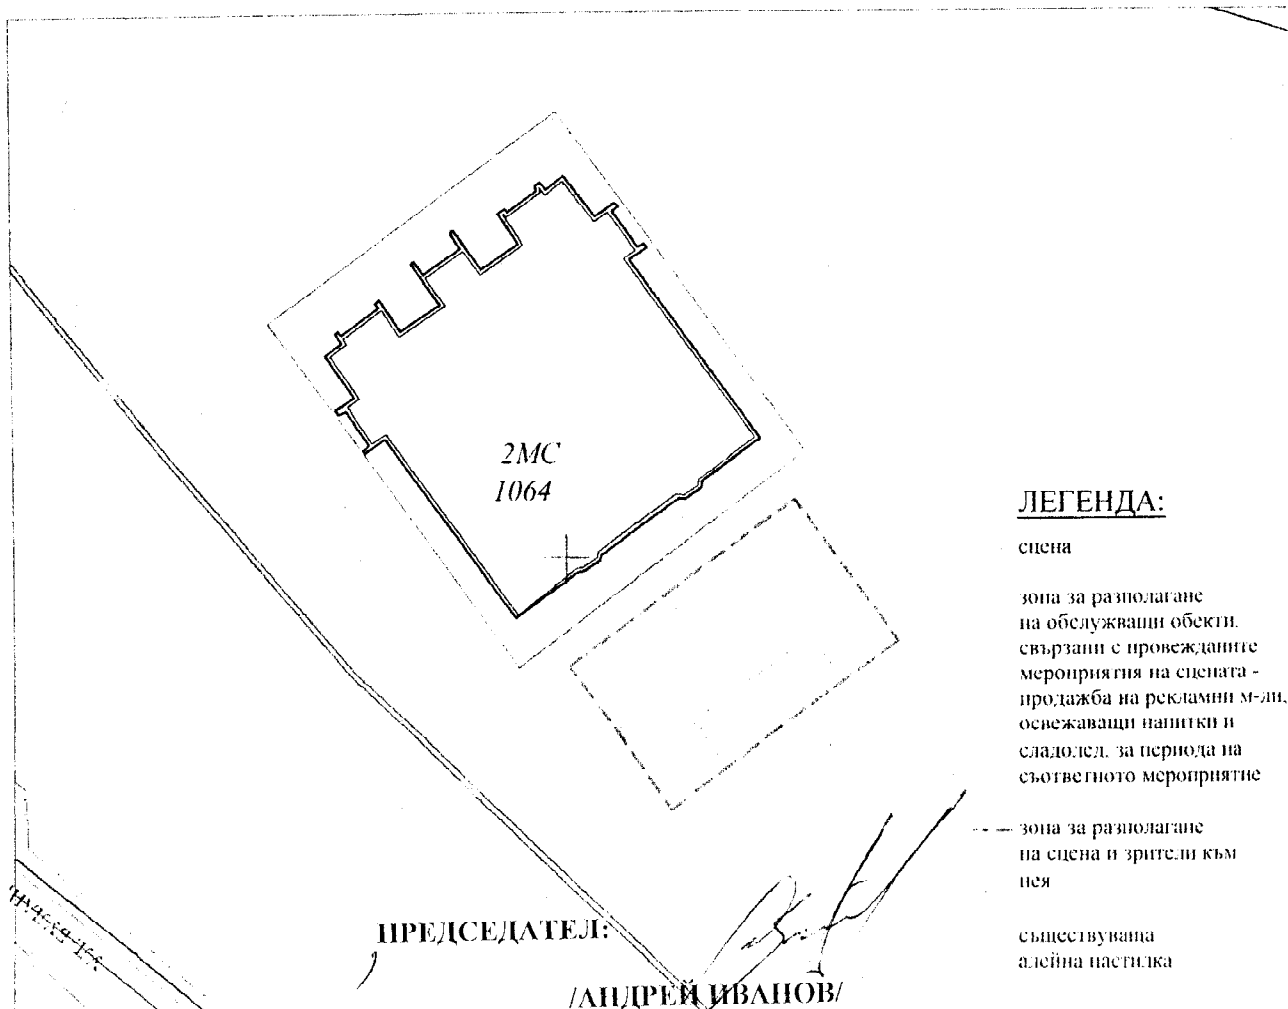 2МС
1064
ЛЕГЕНДА:
сцена
зона за разполагане
на обслужващи обекти,
свързани с провежданите
мероприятия на сцената -
продажба на рекламни м-ли,
освежаващи напитки и
сладолед, за периода на
съответното мероприятие
зона за разполагане
на сцена и зрители към
нея
съществуваща
алейна настилка
ПРЕДСЕДАТЕЛ:
/АНДРЕЙ ИВАНОВ/